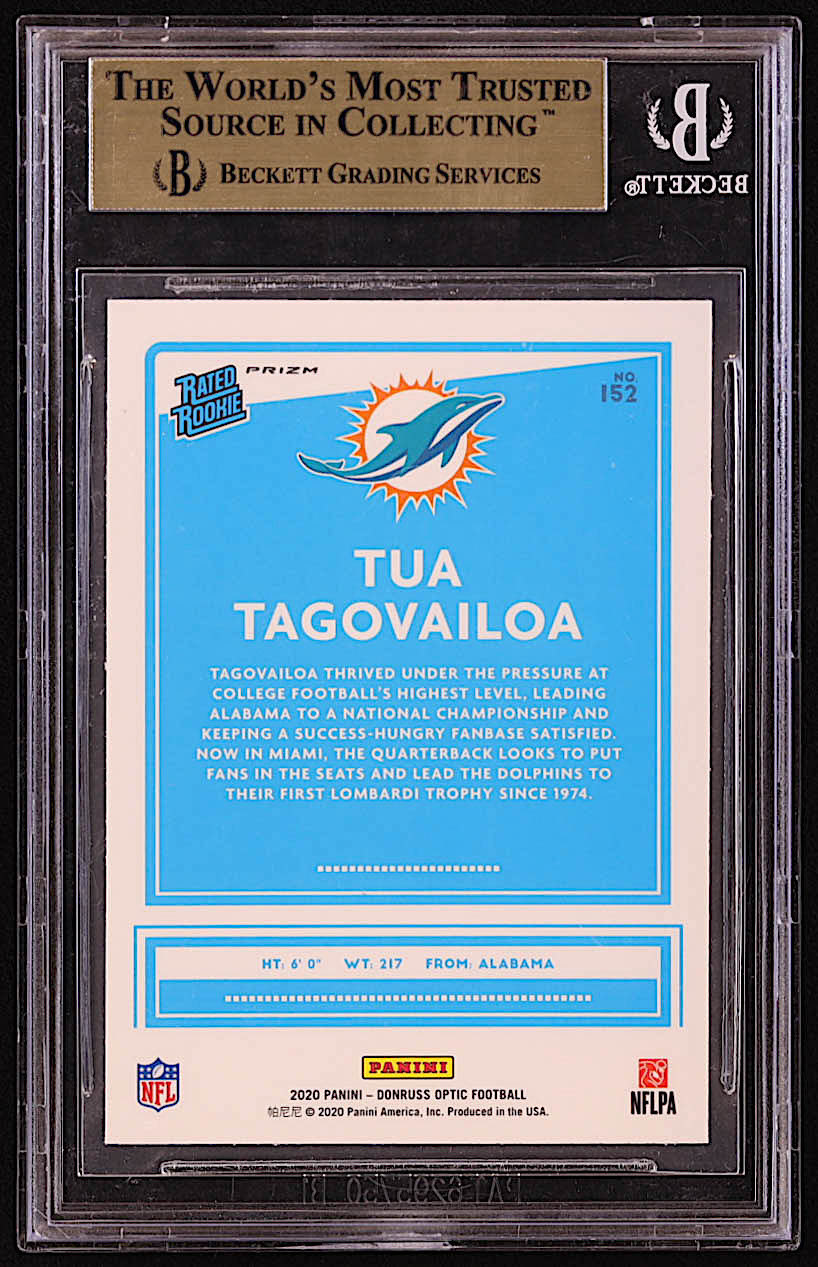 THE WORLD'S MOST TRUSTED
SOURCE IN COLLECTING™
B BECKETT GRADING SERVICES
B
BECKETT®
RATED
ROOKIE
PRIZM
NO.
152
TUA
TAGOVAILOA
TAGOVAILOA THRIVED UNDER THE PRESSURE AT
COLLEGE FOOTBALL'S HIGHEST LEVEL, LEADING
ALABAMA TO A NATIONAL CHAMPIONSHIP AND
KEEPING A SUCCESS-HUNGRY FANBASE SATISFIED.
NOW IN MIAMI, THE QUARTERBACK LOOKS TO PUT
FANS IN THE SEATS AND LEAD THE DOLPHINS TO
THEIR FIRST LOMBARDI TROPHY SINCE 1974.
HT: 6' 0" WT: 217 FROM: ALABAMA
NFL
PANINI
NFLPA
2020 PANINI – DONRUSS OPTIC FOOTBALL
帕尼尼 © 2020 Panini America, Inc. Produced in the USA.